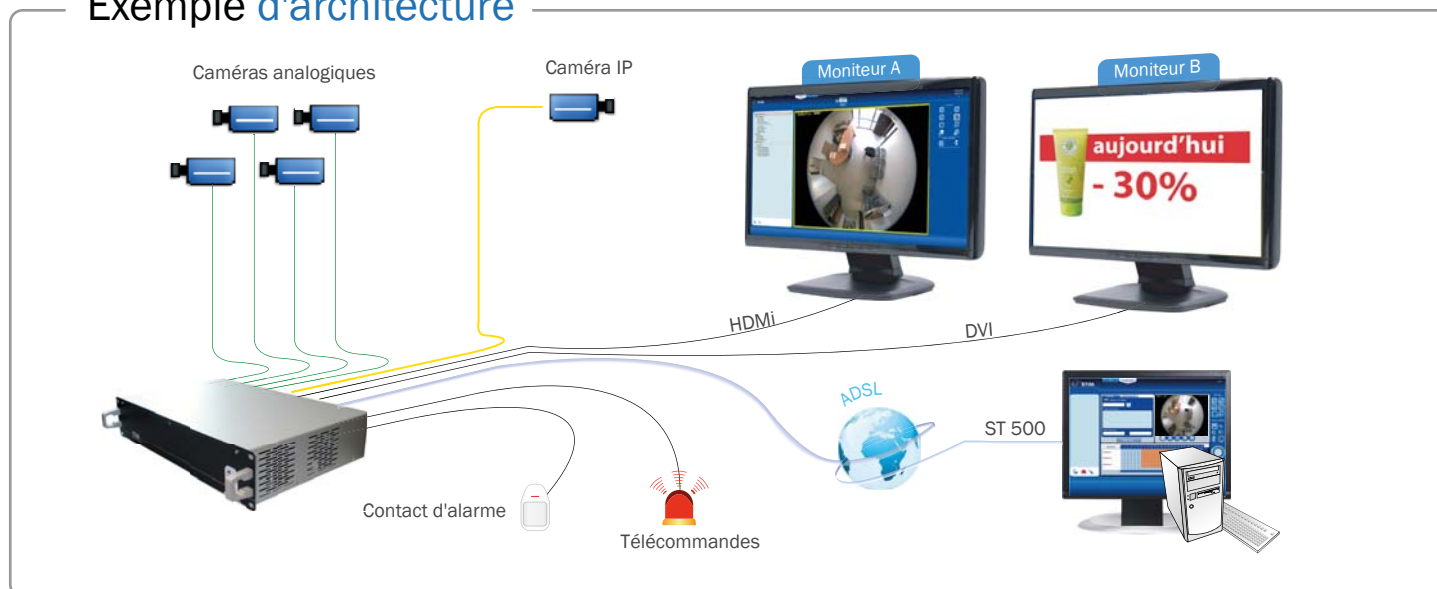 Exemple d'architecture
Caméras analogiques
Caméra IP
Moniteur A
Moniteur B
aujourd'hui
- 30%
HDMi
DVI
ADSL
ST 500
Contact d'alarme
Télécommandes